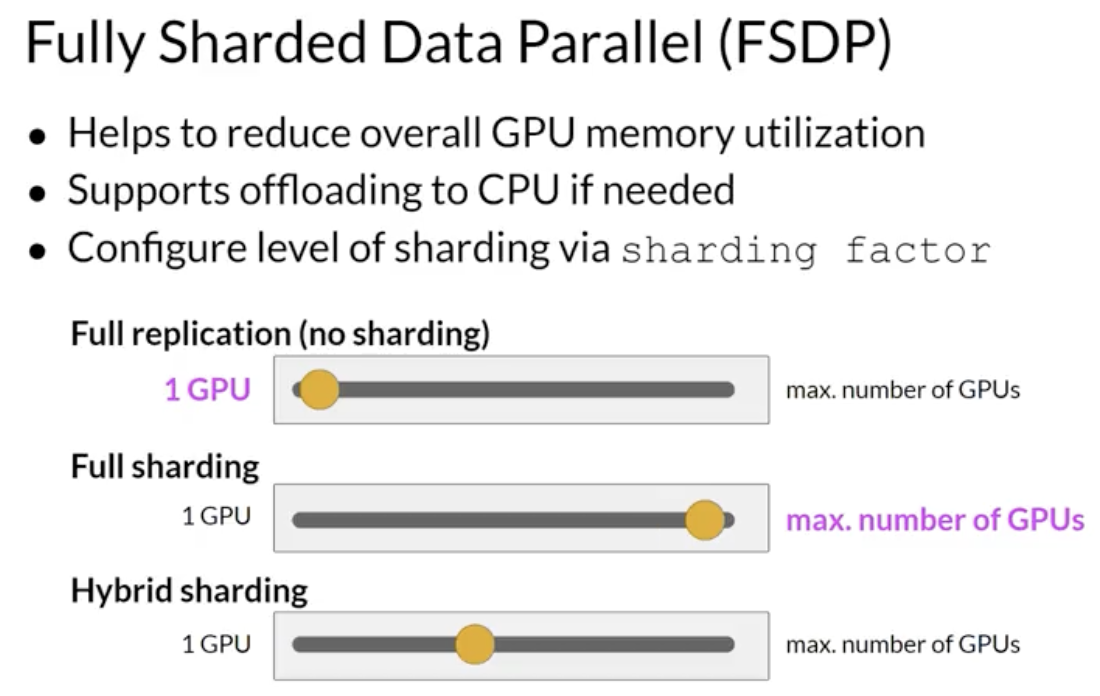 Fully Sharded Data Parallel (FSDP)
● Helps to reduce overall GPU memory utilization
● Supports offloading to CPU if needed
● Configure level of sharding via sharding factor
Full replication (no sharding)
1 GPU max. number of GPUs
Full sharding
1 GPU max. number of GPUs
Hybrid sharding
1 GPU max. number of GPUs